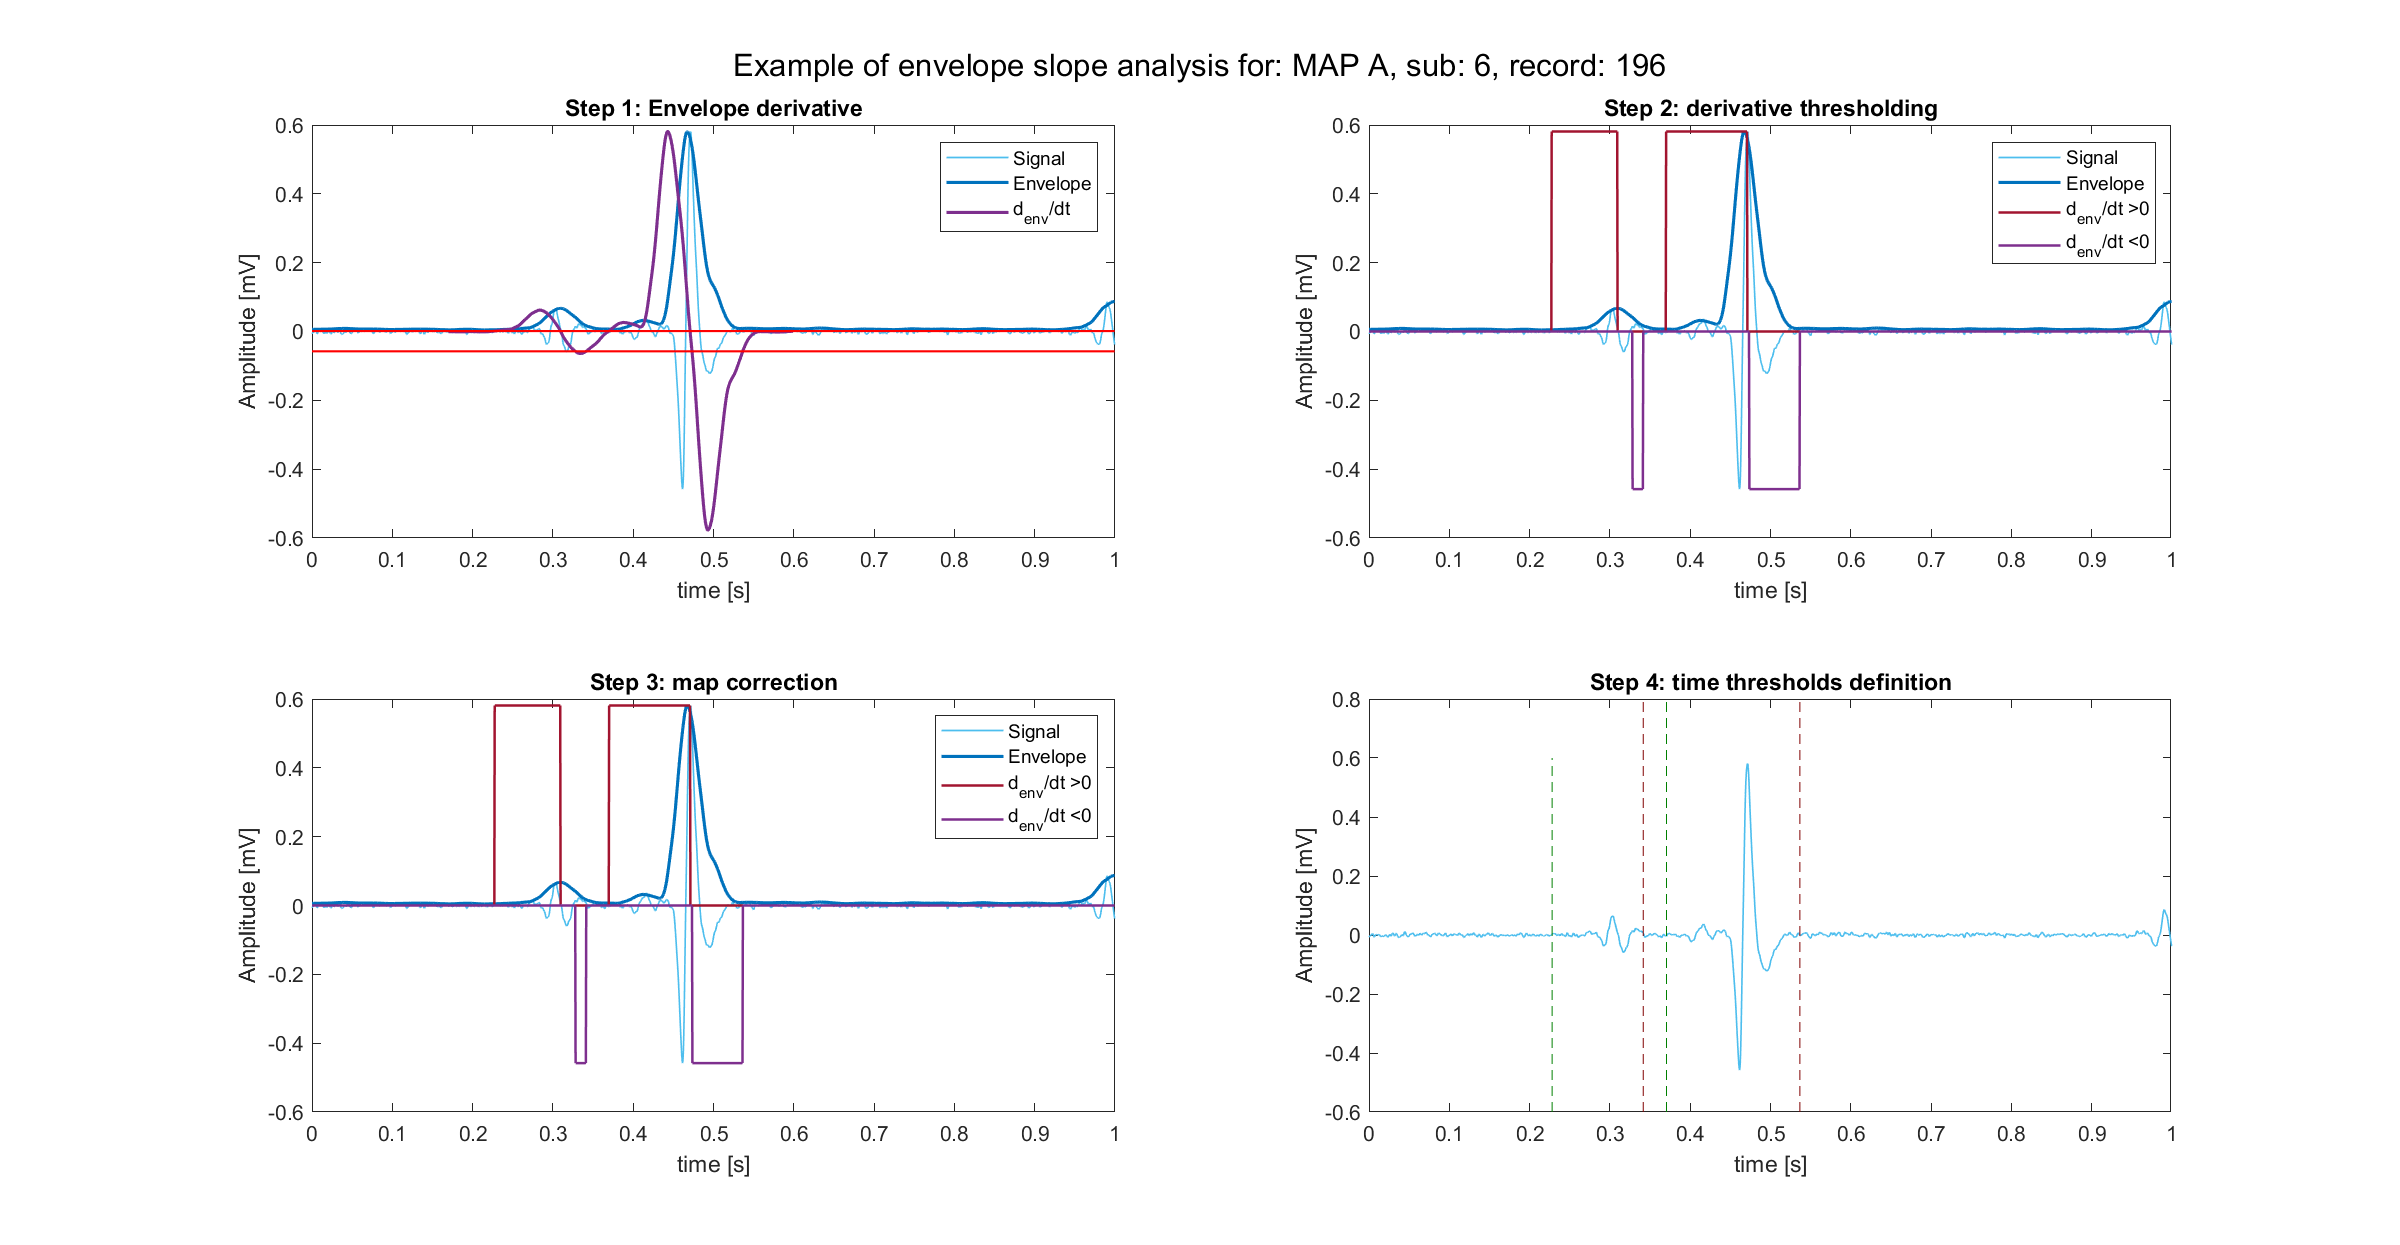 Example of envelope slope analysis for: MAP A, sub: 6, record: 196
Step 1: Envelope derivative
0.6
0.4
0.2
0
-0.2
-0.4
-0.6
Amplitude [mV]
0 0.1 0.2 0.3 0.4 0.5 0.6 0.7 0.8 0.9 1
time [s]
Signal
Envelope
d_env/dt
Step 2: derivative thresholding
0.6
0.4
0.2
0
-0.2
-0.4
-0.6
Amplitude [mV]
0 0.1 0.2 0.3 0.4 0.5 0.6 0.7 0.8 0.9 1
time [s]
Signal
Envelope
d_env/dt >0
d_env/dt <0
Step 3: map correction
0.6
0.4
0.2
0
-0.2
-0.4
-0.6
Amplitude [mV]
0 0.1 0.2 0.3 0.4 0.5 0.6 0.7 0.8 0.9 1
time [s]
Signal
Envelope
d_env/dt >0
d_env/dt <0
Step 4: time thresholds definition
0.8
0.6
0.4
0.2
0
-0.2
-0.4
-0.6
Amplitude [mV]
0 0.1 0.2 0.3 0.4 0.5 0.6 0.7 0.8 0.9 1
time [s]